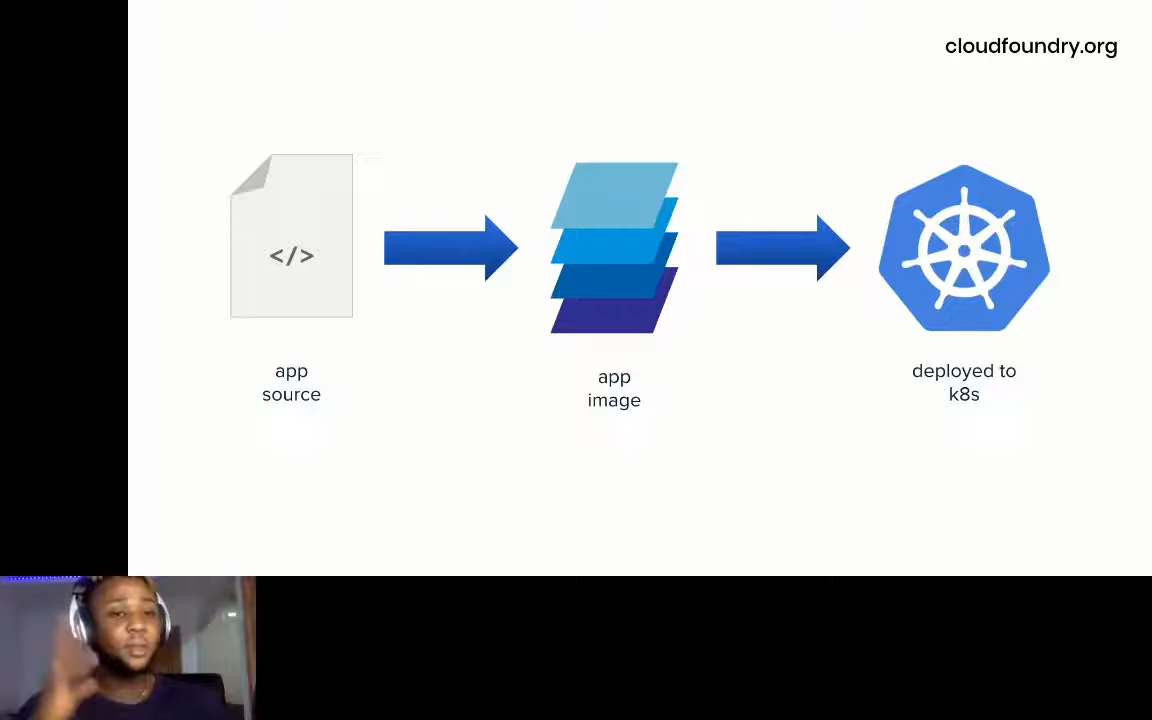 cloudfoundry.org
</>
app
source
app
image
deployed to
k8s